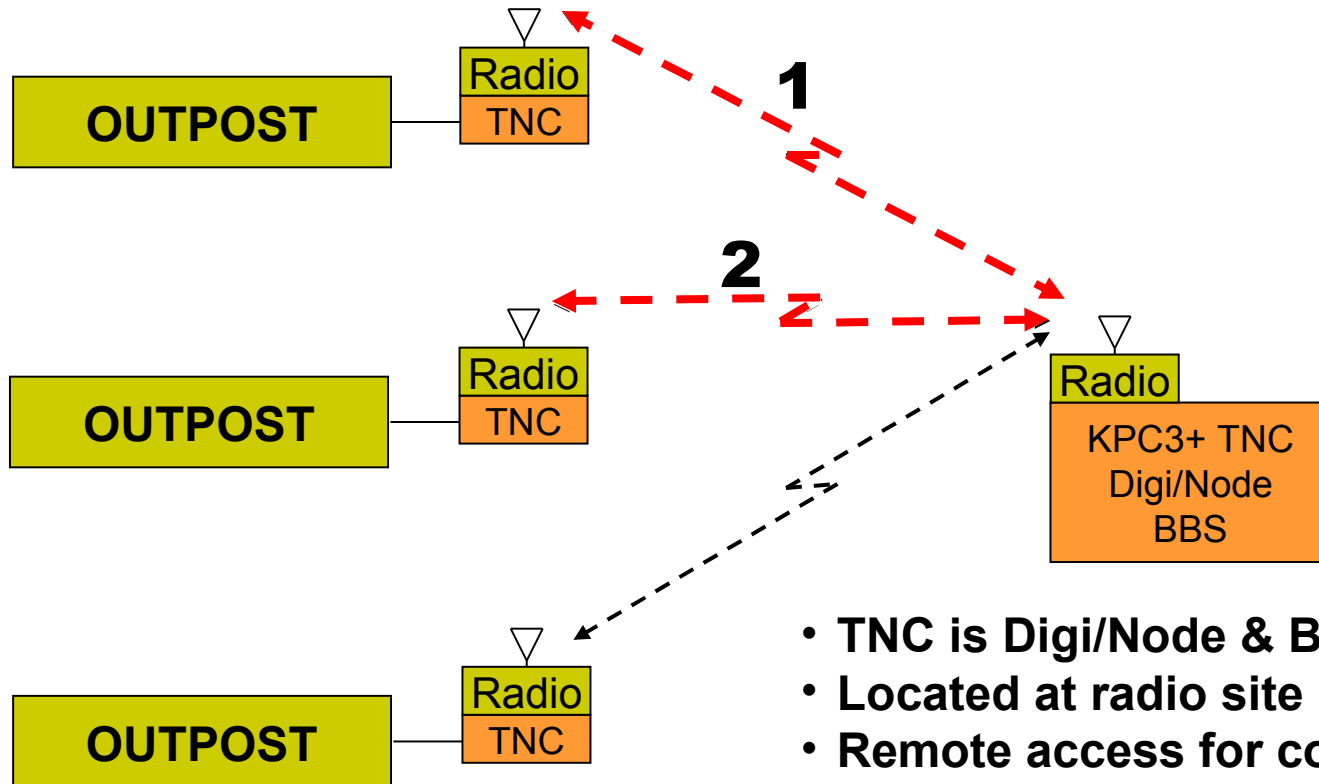 Radio
TNC
OUTPOST
1
2
Radio
TNC
OUTPOST
Radio
KPC3+ TNC
Digi/Node
BBS
Radio
TNC
OUTPOST
• TNC is Digi/Node &
• Located at radio site
• Remote access for